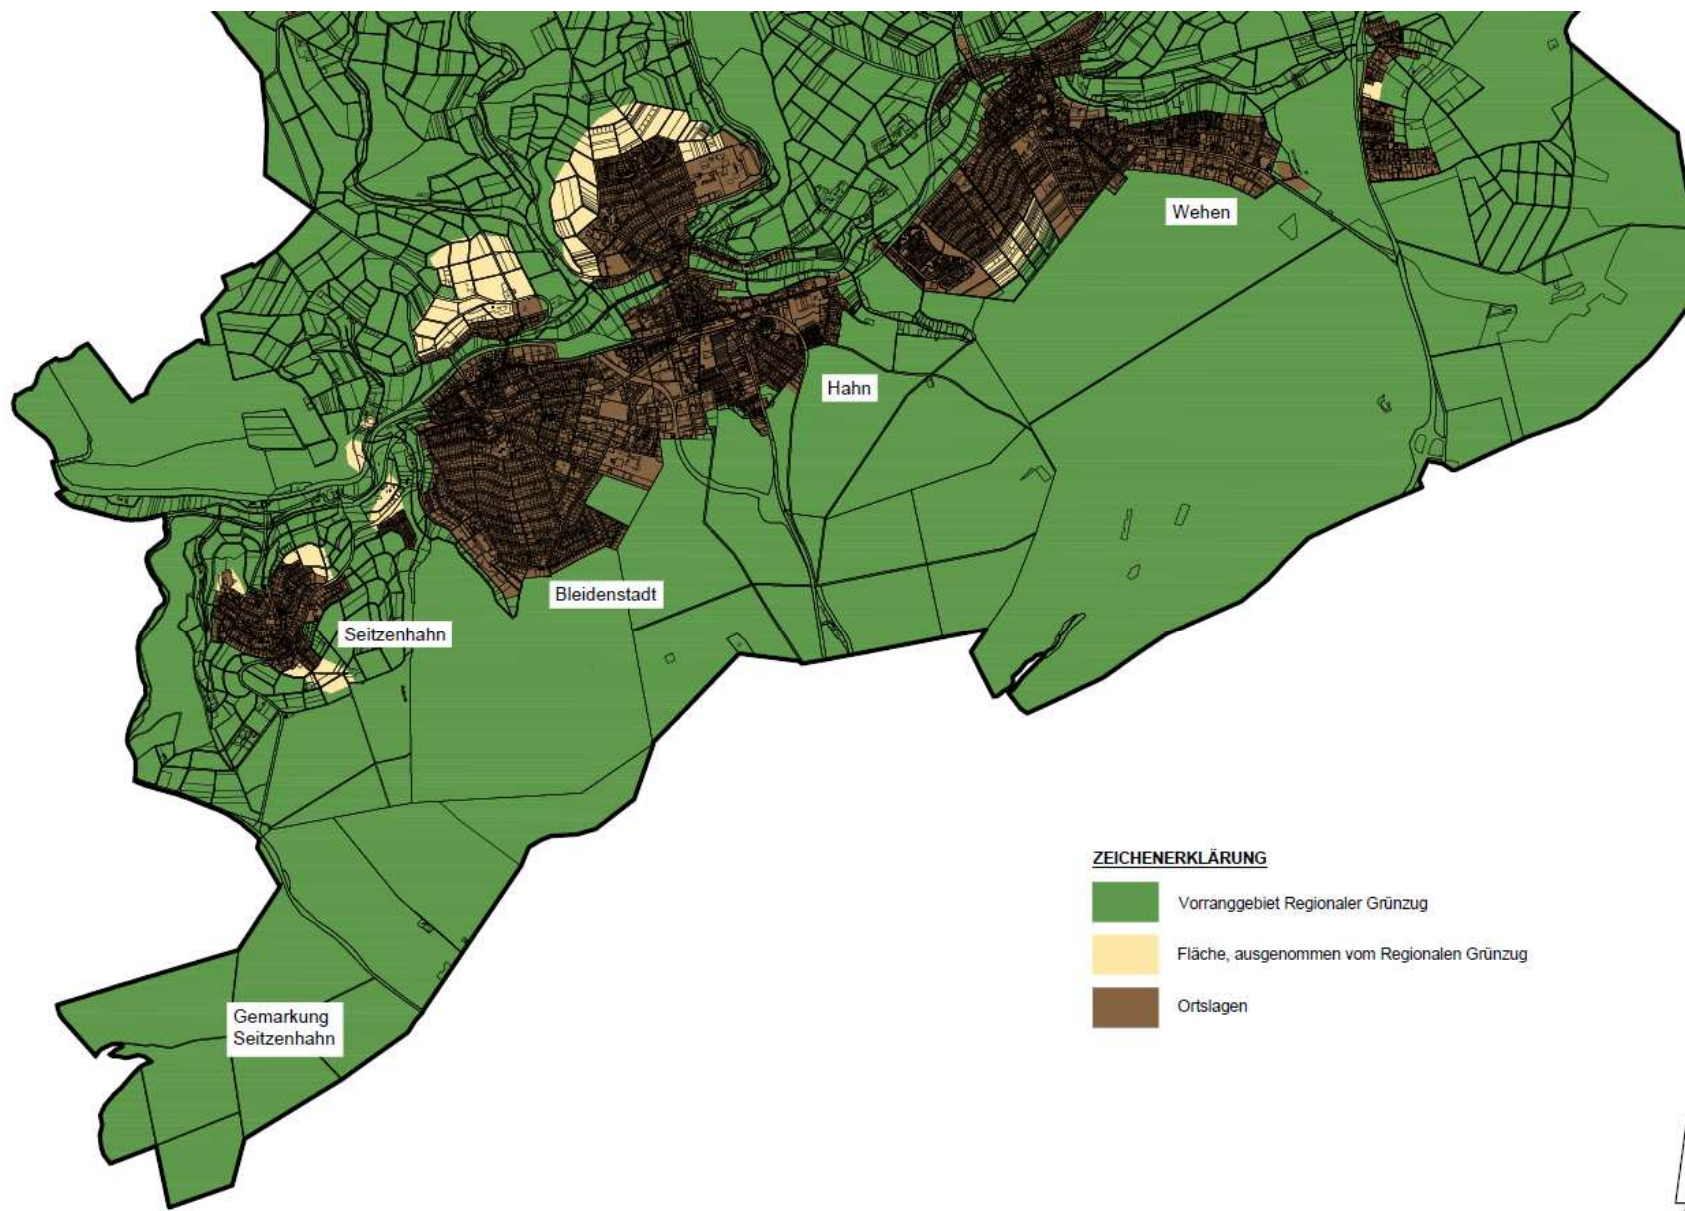 Wehen
Hahn
Bleidenstadt
Seitzenhahn
ZEICHENERKLÄRUNG
Vorranggebiet Regionaler Grünzug
Fläche, ausgenommen vom Regionalen Grünzug
Ortslagen
Gemarkung
Seitzenhahn